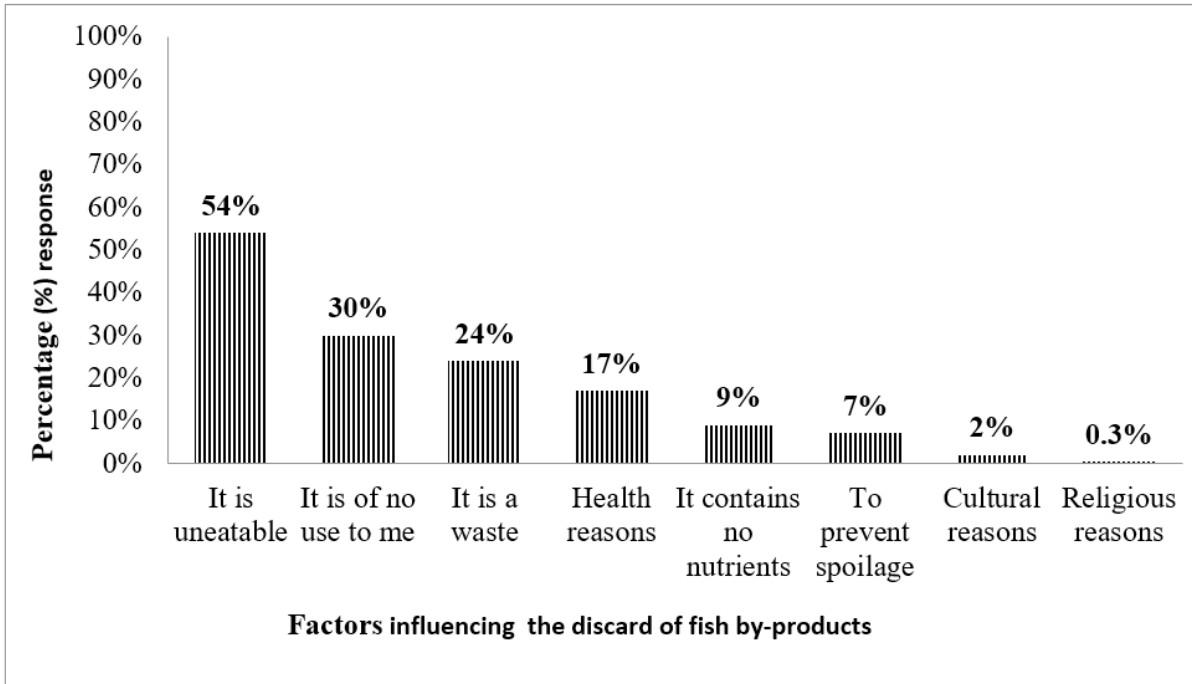 100%
90%
80%
70%
60%
50%
40%
30%
20%
10%
0%
Percentage (%) response
54%
30%
24%
17%
9%
7%
2%
0.3%
It is
uneatable
It is of no
use to me
It is a
waste
Health
reasons
It contains
no
nutrients
To
prevent
spoilage
Cultural
reasons
Religious
reasons
Factors influencing the discard of fish by-products